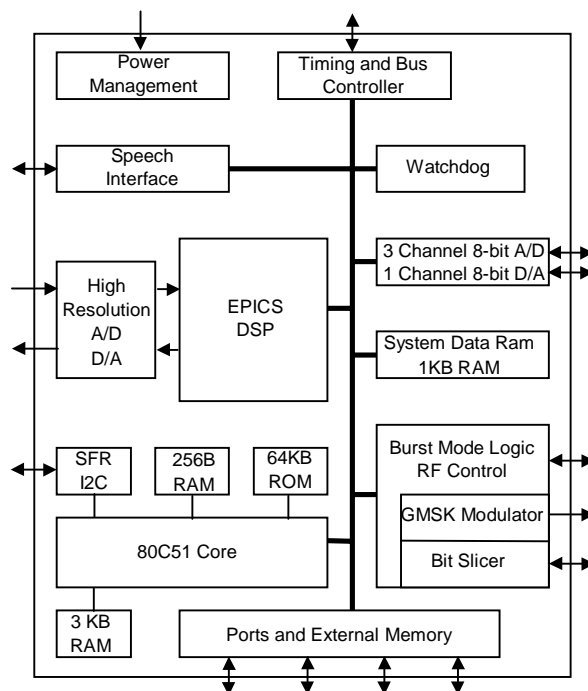 Power
Management
Timing and Bus
Controller
Speech
Interface
Watchdog
High
Resolution
A/D
D/A
EPICS
DSP
3 Channel 8-bit A/D
1 Channel 8-bit D/A
System Data Ram
1KB RAM
SFR
I2C
256B
RAM
64KB
ROM
Burst Mode Logic
RF Control
GMSK Modulator
Bit Slicer
80C51 Core
3 KB
RAM
Ports and External Memory